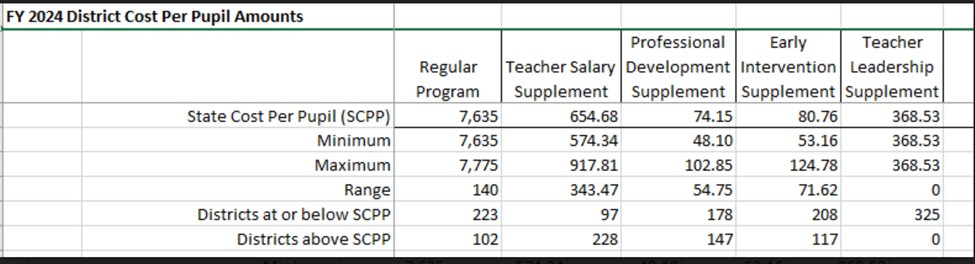 FY 2024 District Cost Per Pupil Amounts
Professional Early Teacher
Regular Teacher Salary Development Intervention Leadership
Program Supplement Supplement Supplement Supplement
State Cost Per Pupil (SCPP) 7,635 654.68 74.15 80.76 368.53
Minimum 7,635 574.34 48.10 53.16 368.53
Maximum 7,775 917.81 102.85 124.78 368.53
Range 140 343.47 54.75 71.62 0
Districts at or below SCPP 223 97 178 208 325
Districts above SCPP 102 228 147 117 0